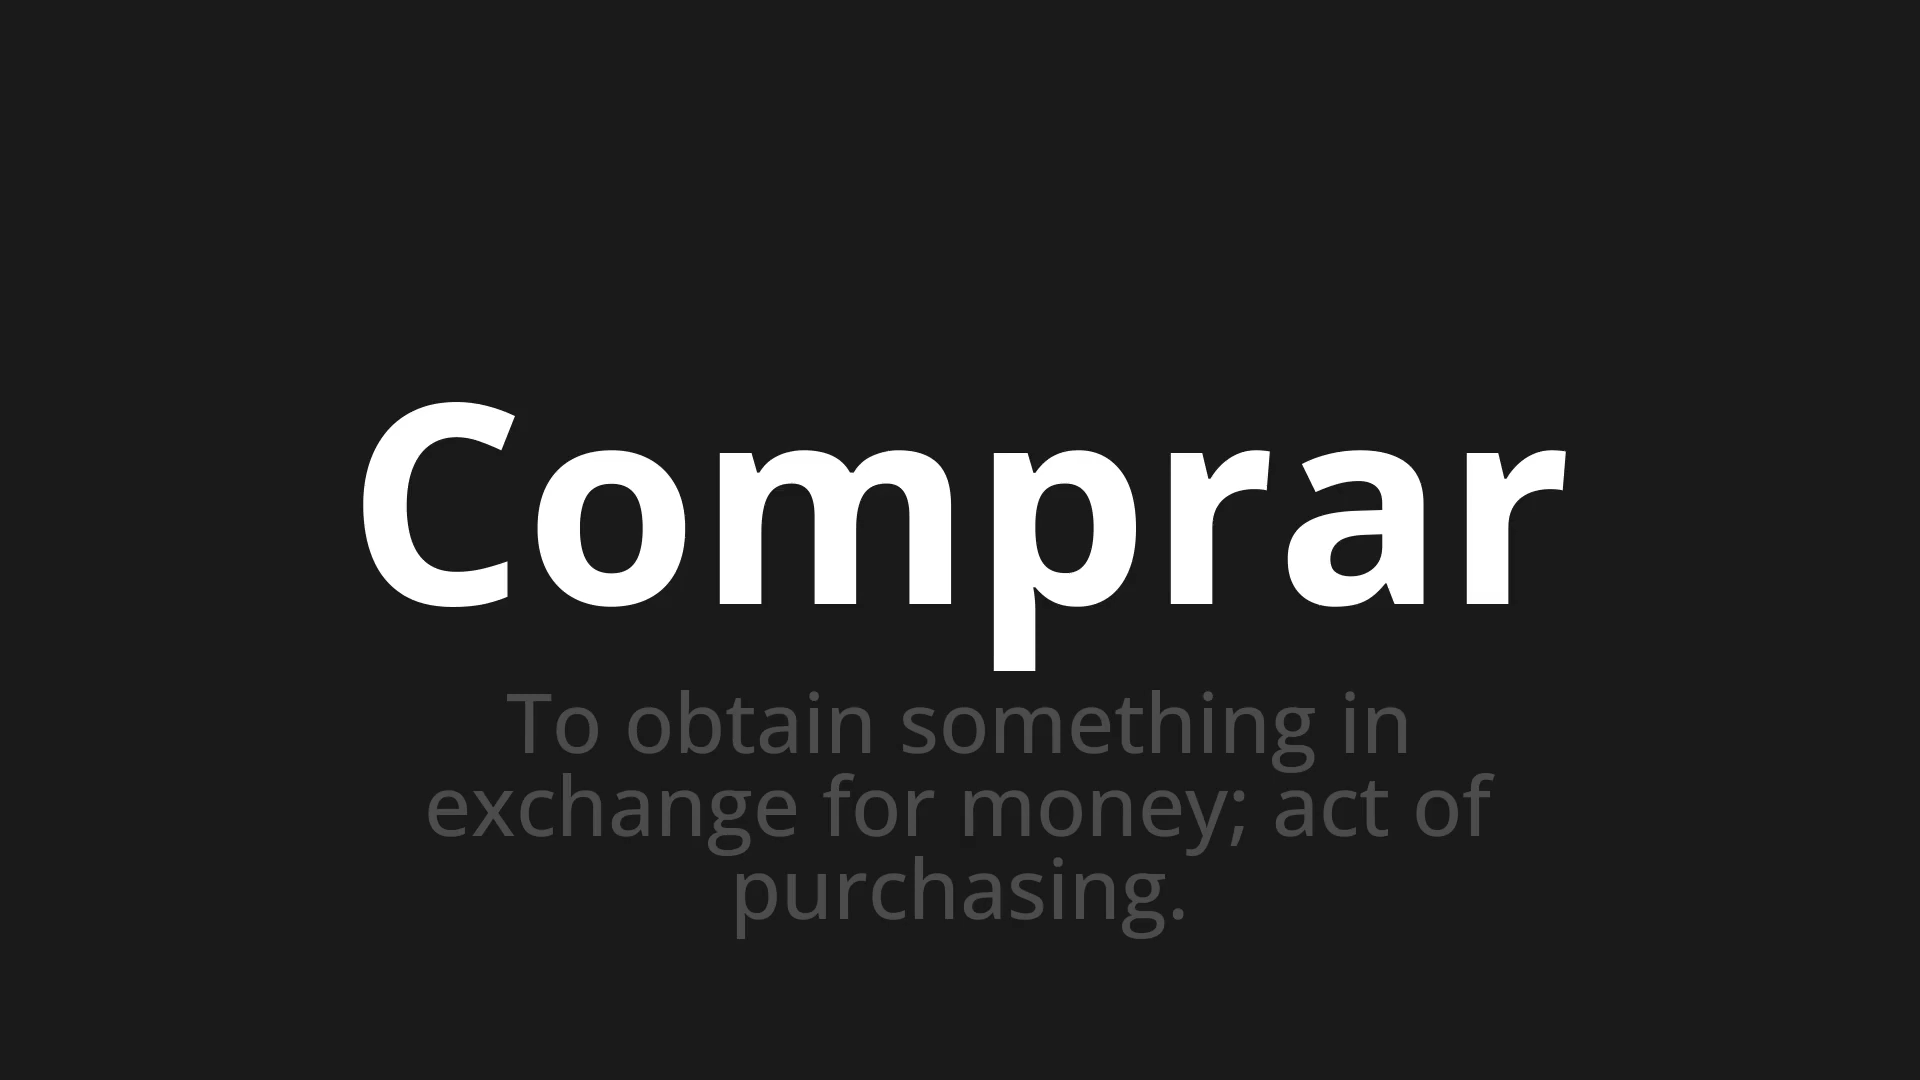 Comprar
To obtain something in
exchange for money; act of
purchasing.